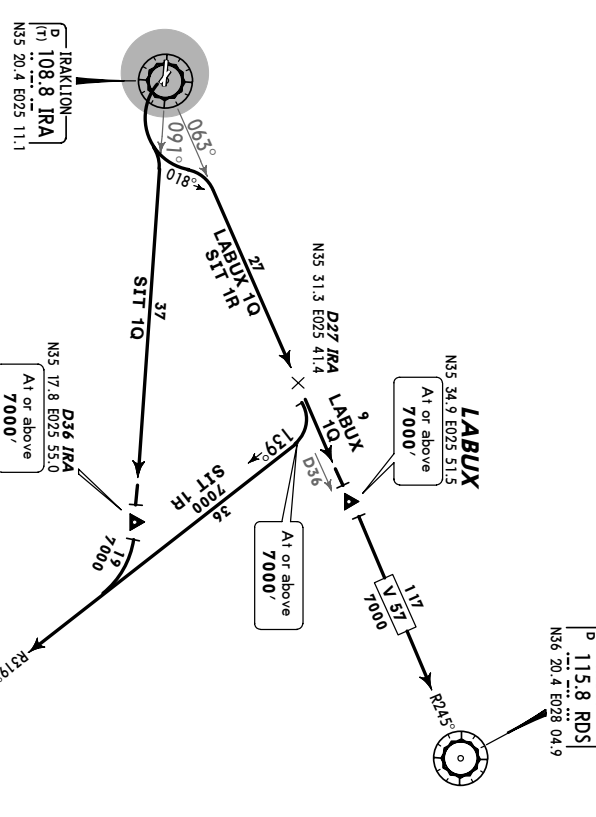 IRAKLION
D
(T) 108.8 IRA
N35 20.4 E025 11.1
063°
091°
018°
27
LABUX 1Q
SIT 1R
37
SIT 1Q
D27 IRA
N35 31.3 E025 41.4
9
LABUX
1Q
D36
LABUX
N35 34.9 E025 51.5
At or above
7000'
139°
SIT 1R
7000
36
At or above
7000'
D36 IRA
N35 17.8 E025 55.0
At or above
7000'
19
7000
R319°
117
V 57
7000
R245°
D
115.8 RDS
N36 20.4 E028 04.9